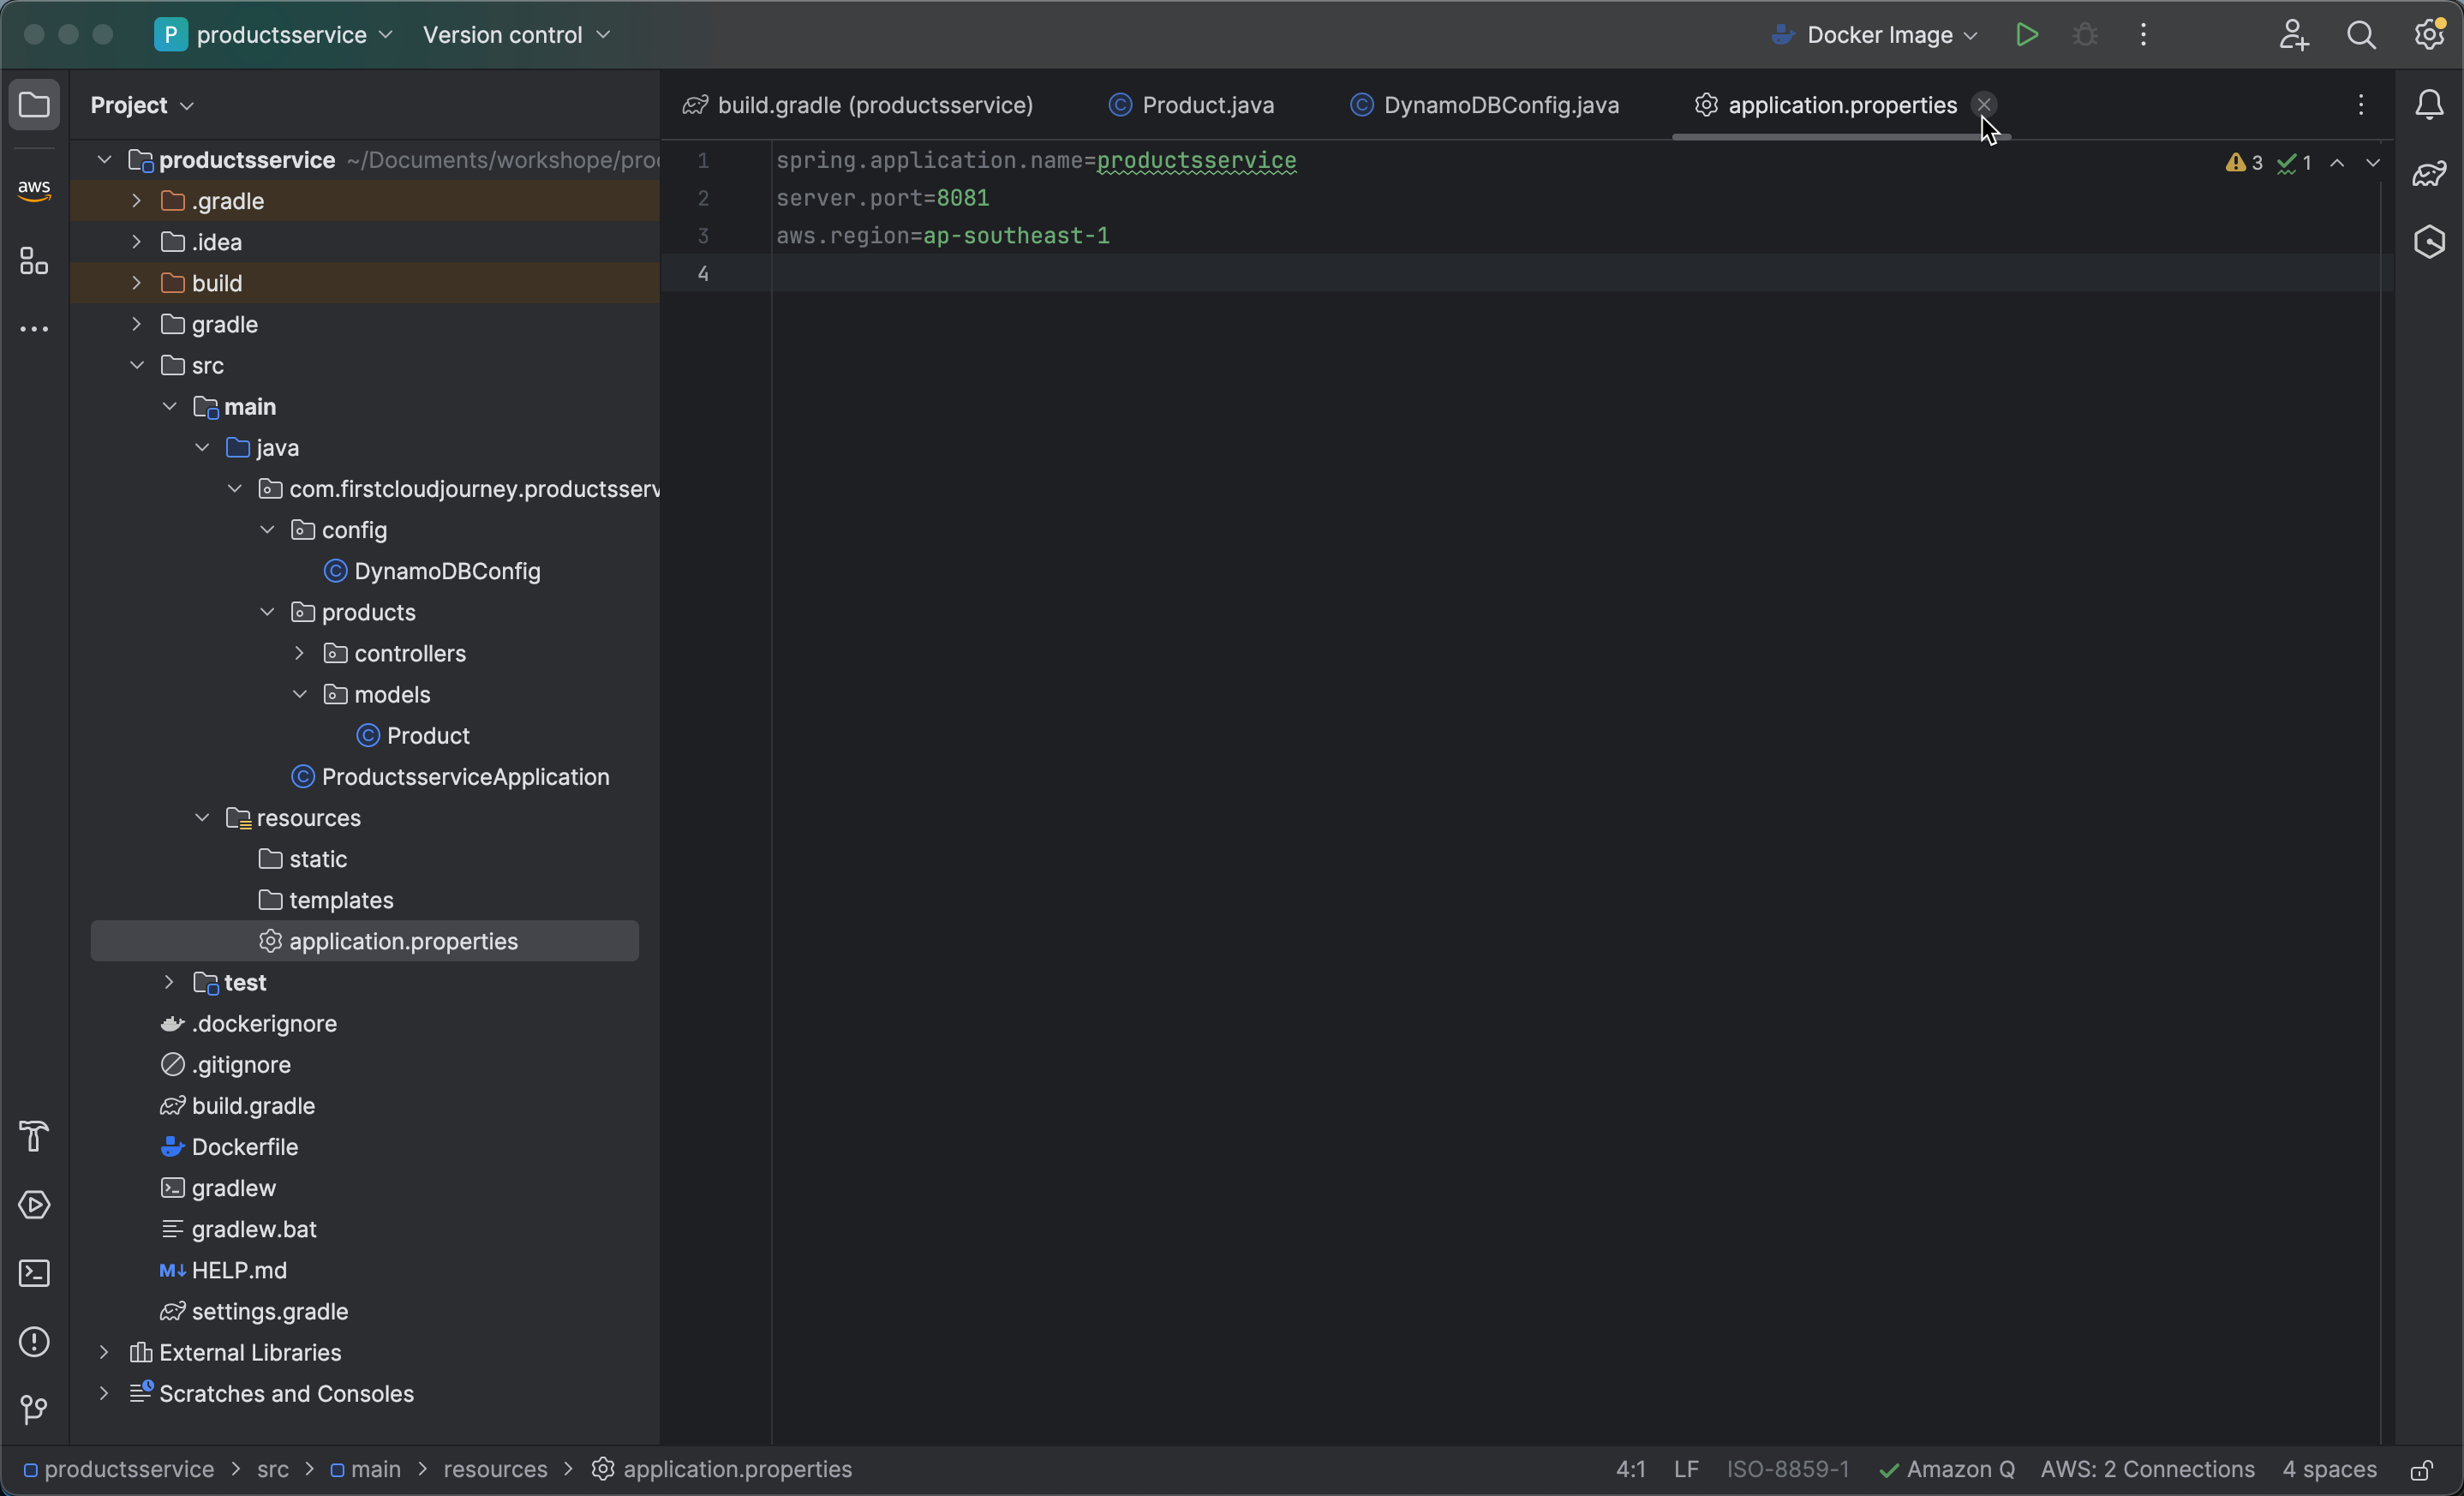 P productsservice Version control Docker Image
Project
build.gradle (productsservice) Product.java DynamoDBConfig.java application.properties
aws
productsservice ~/Documents/workshope/pro
.gradle
.idea
build
gradle
src
main
java
com.firstcloudjourney.productsserv
config
DynamoDBConfig
products
controllers
models
Product
ProductsserviceApplication
resources
static
templates
application.properties
test
.dockerignore
.gitignore
build.gradle
Dockerfile
gradlew
gradlew.bat
M↓ HELP.md
settings.gradle
External Libraries
Scratches and Consoles
1 spring.application.name=productsservice
2 server.port=8081
3 aws.region=ap-southeast-1
4
3 1
productsservice > src > main > resources > application.properties
4:1 LF ISO-8859-1 Amazon Q AWS: 2 Connections 4 spaces